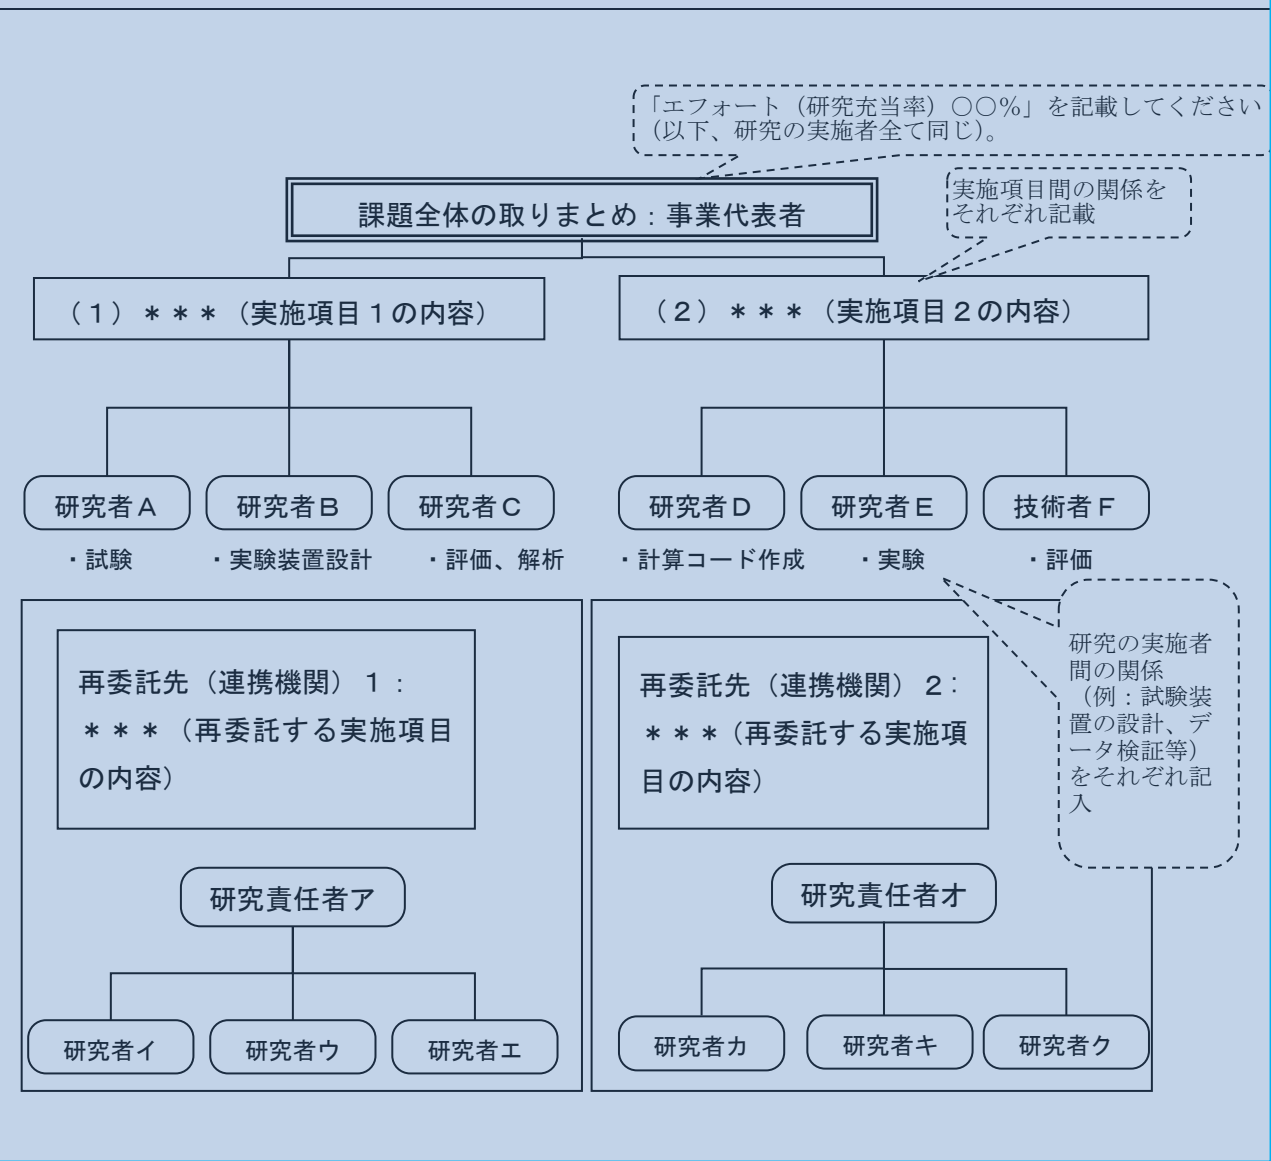 「エフォート（研究充当率）○○％」を記載してください
（以下、研究の実施者全て同じ）。
課題全体の取りまとめ：事業代表者
実施項目間の関係を
それぞれ記載
（１）＊＊＊（実施項目１の内容）
（２）＊＊＊（実施項目２の内容）
研究者Ａ
研究者Ｂ
研究者Ｃ
研究者Ｄ
研究者Ｅ
技術者Ｆ
・試験
・実験装置設計
・評価、解析
・計算コード作成
・実験
・評価
研究の実施者
間の関係
（例：試験装
置の設計、デ
ータ検証等）
をそれぞれ記
入
再委託先（連携機関）１：
＊＊＊（再委託する実施項目
の内容）
再委託先（連携機関）２：
＊＊＊（再委託する実施項
目の内容）
研究責任者ア
研究責任者オ
研究者イ
研究者ウ
研究者エ
研究者カ
研究者キ
研究者ク